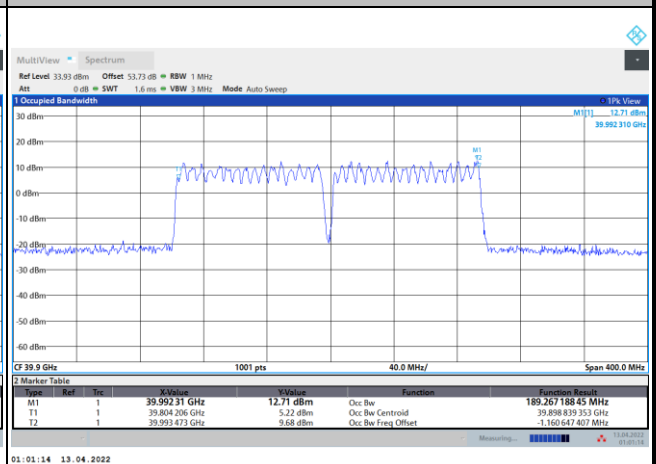 MultiView Spectrum
Ref Level 33.93 dBm Offset 53.73 dB RBW 1 MHz
Att 0 dB SWT 1.6 ms VBW 3 MHz Mode Auto Sweep
1 Occupied Bandwidth 1Pk View
M1[1] 12.71 dBm
39.992 310 GHz
30 dBm
20 dBm
M1
T2
10 dBm
0 dBm
-10 dBm
-20 dBm
-30 dBm
-40 dBm
-50 dBm
-60 dBm
CF 39.9 GHz 1001 pts 40.0 MHz/ Span 400.0 MHz
2 Marker Table
Type Ref Trc X-Value Y-Value Function Function Result
M1 1 39.992 31 GHz 12.71 dBm Occ Bw 189.267 188 45 MHz
T1 1 39.804 206 GHz 5.22 dBm Occ Bw Centroid 39.898 839 353 GHz
T2 1 39.993 473 GHz 9.68 dBm Occ Bw Freq Offset -1.160 647 407 MHz
Measuring... 13.04.2022
01:01:14
01:01:14 13.04.2022